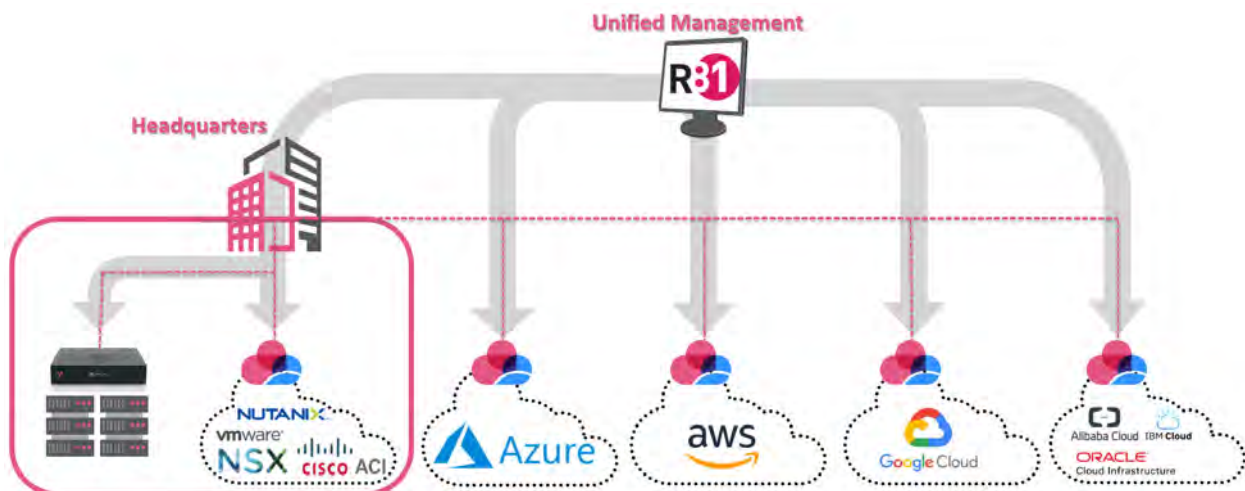 Unified Management
R81
Headquarters
NUTANIX
vmware
NSX
CISCO ACI
Azure
aws
Google Cloud
Alibaba Cloud
IBM Cloud
ORACLE
Cloud Infrastructure